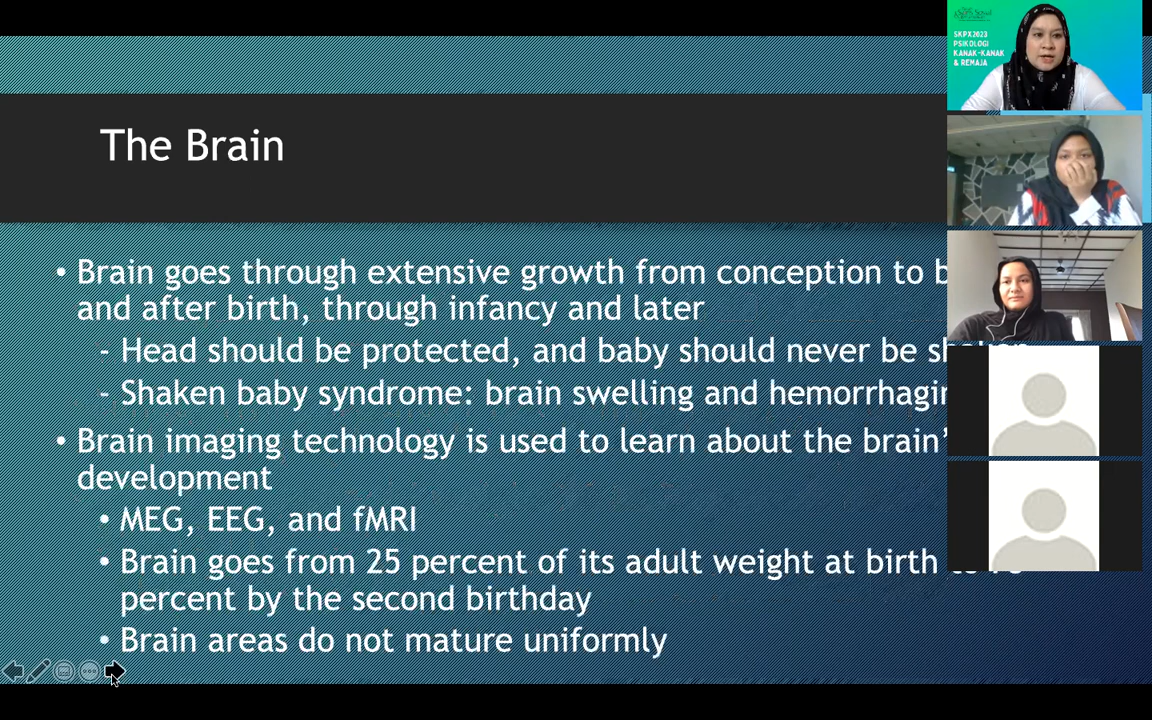 The Brain
• Brain goes through extensive growth from conception to b
and after birth, through infancy and later
- Head should be protected, and baby should never be
- Shaken baby syndrome: brain swelling and hemorrhagin
• Brain imaging technology is used to learn about the brain'
development
• MEG, EEG, and fMRI
• Brain goes from 25 percent of its adult weight at birth
percent by the second birthday
• Brain areas do not mature uniformly
SKPX2023
PSIKOLOGI
KANAK-KANAK
& REMAJA